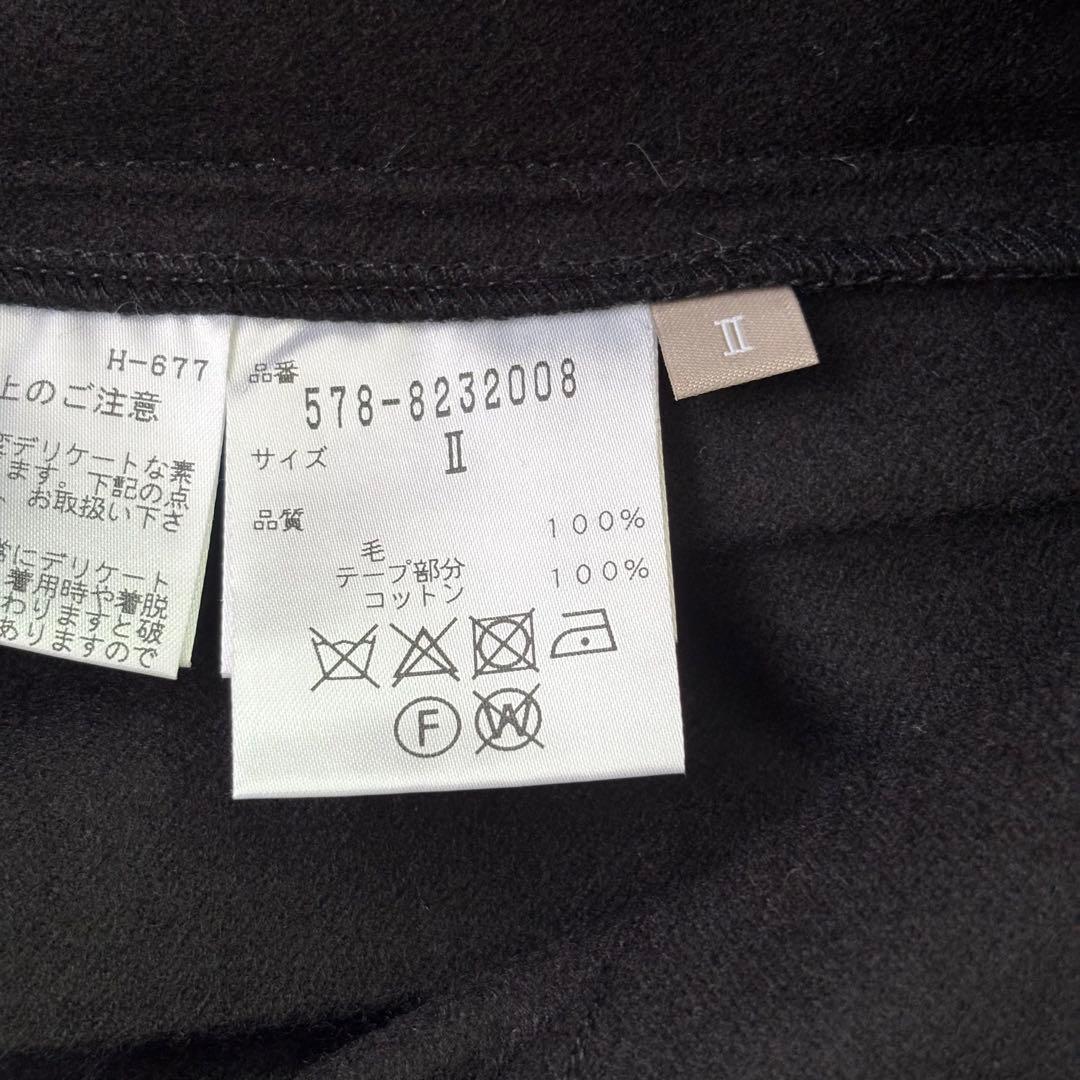 H-677
上のご注意
デリケートな素
ます。下記の点
、お取扱い下さ
常にデリケート
着用時や着脱
わりますと破
ありますので
品番
578-8232008
サイズ Ⅱ
品質
100%
毛
テープ部分
100%
コットン
F
W
Ⅱ